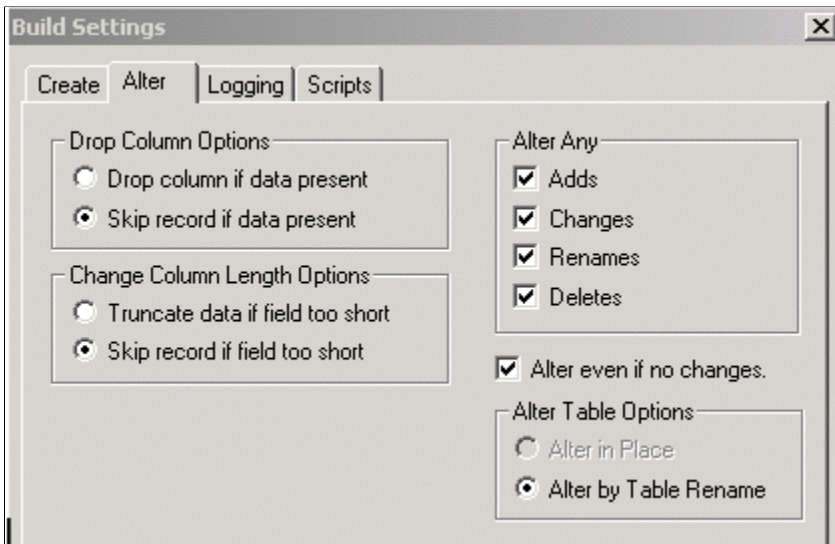 Build Settings
Create Alter Logging Scripts
Drop Column Options
Drop column if data present
Skip record if data present
Change Column Length Options
Truncate data if field too short
Skip record if field too short
Alter Any
Adds
Changes
Renames
Deletes
Alter even if no changes.
Alter Table Options
Alter in Place
Alter by Table Rename